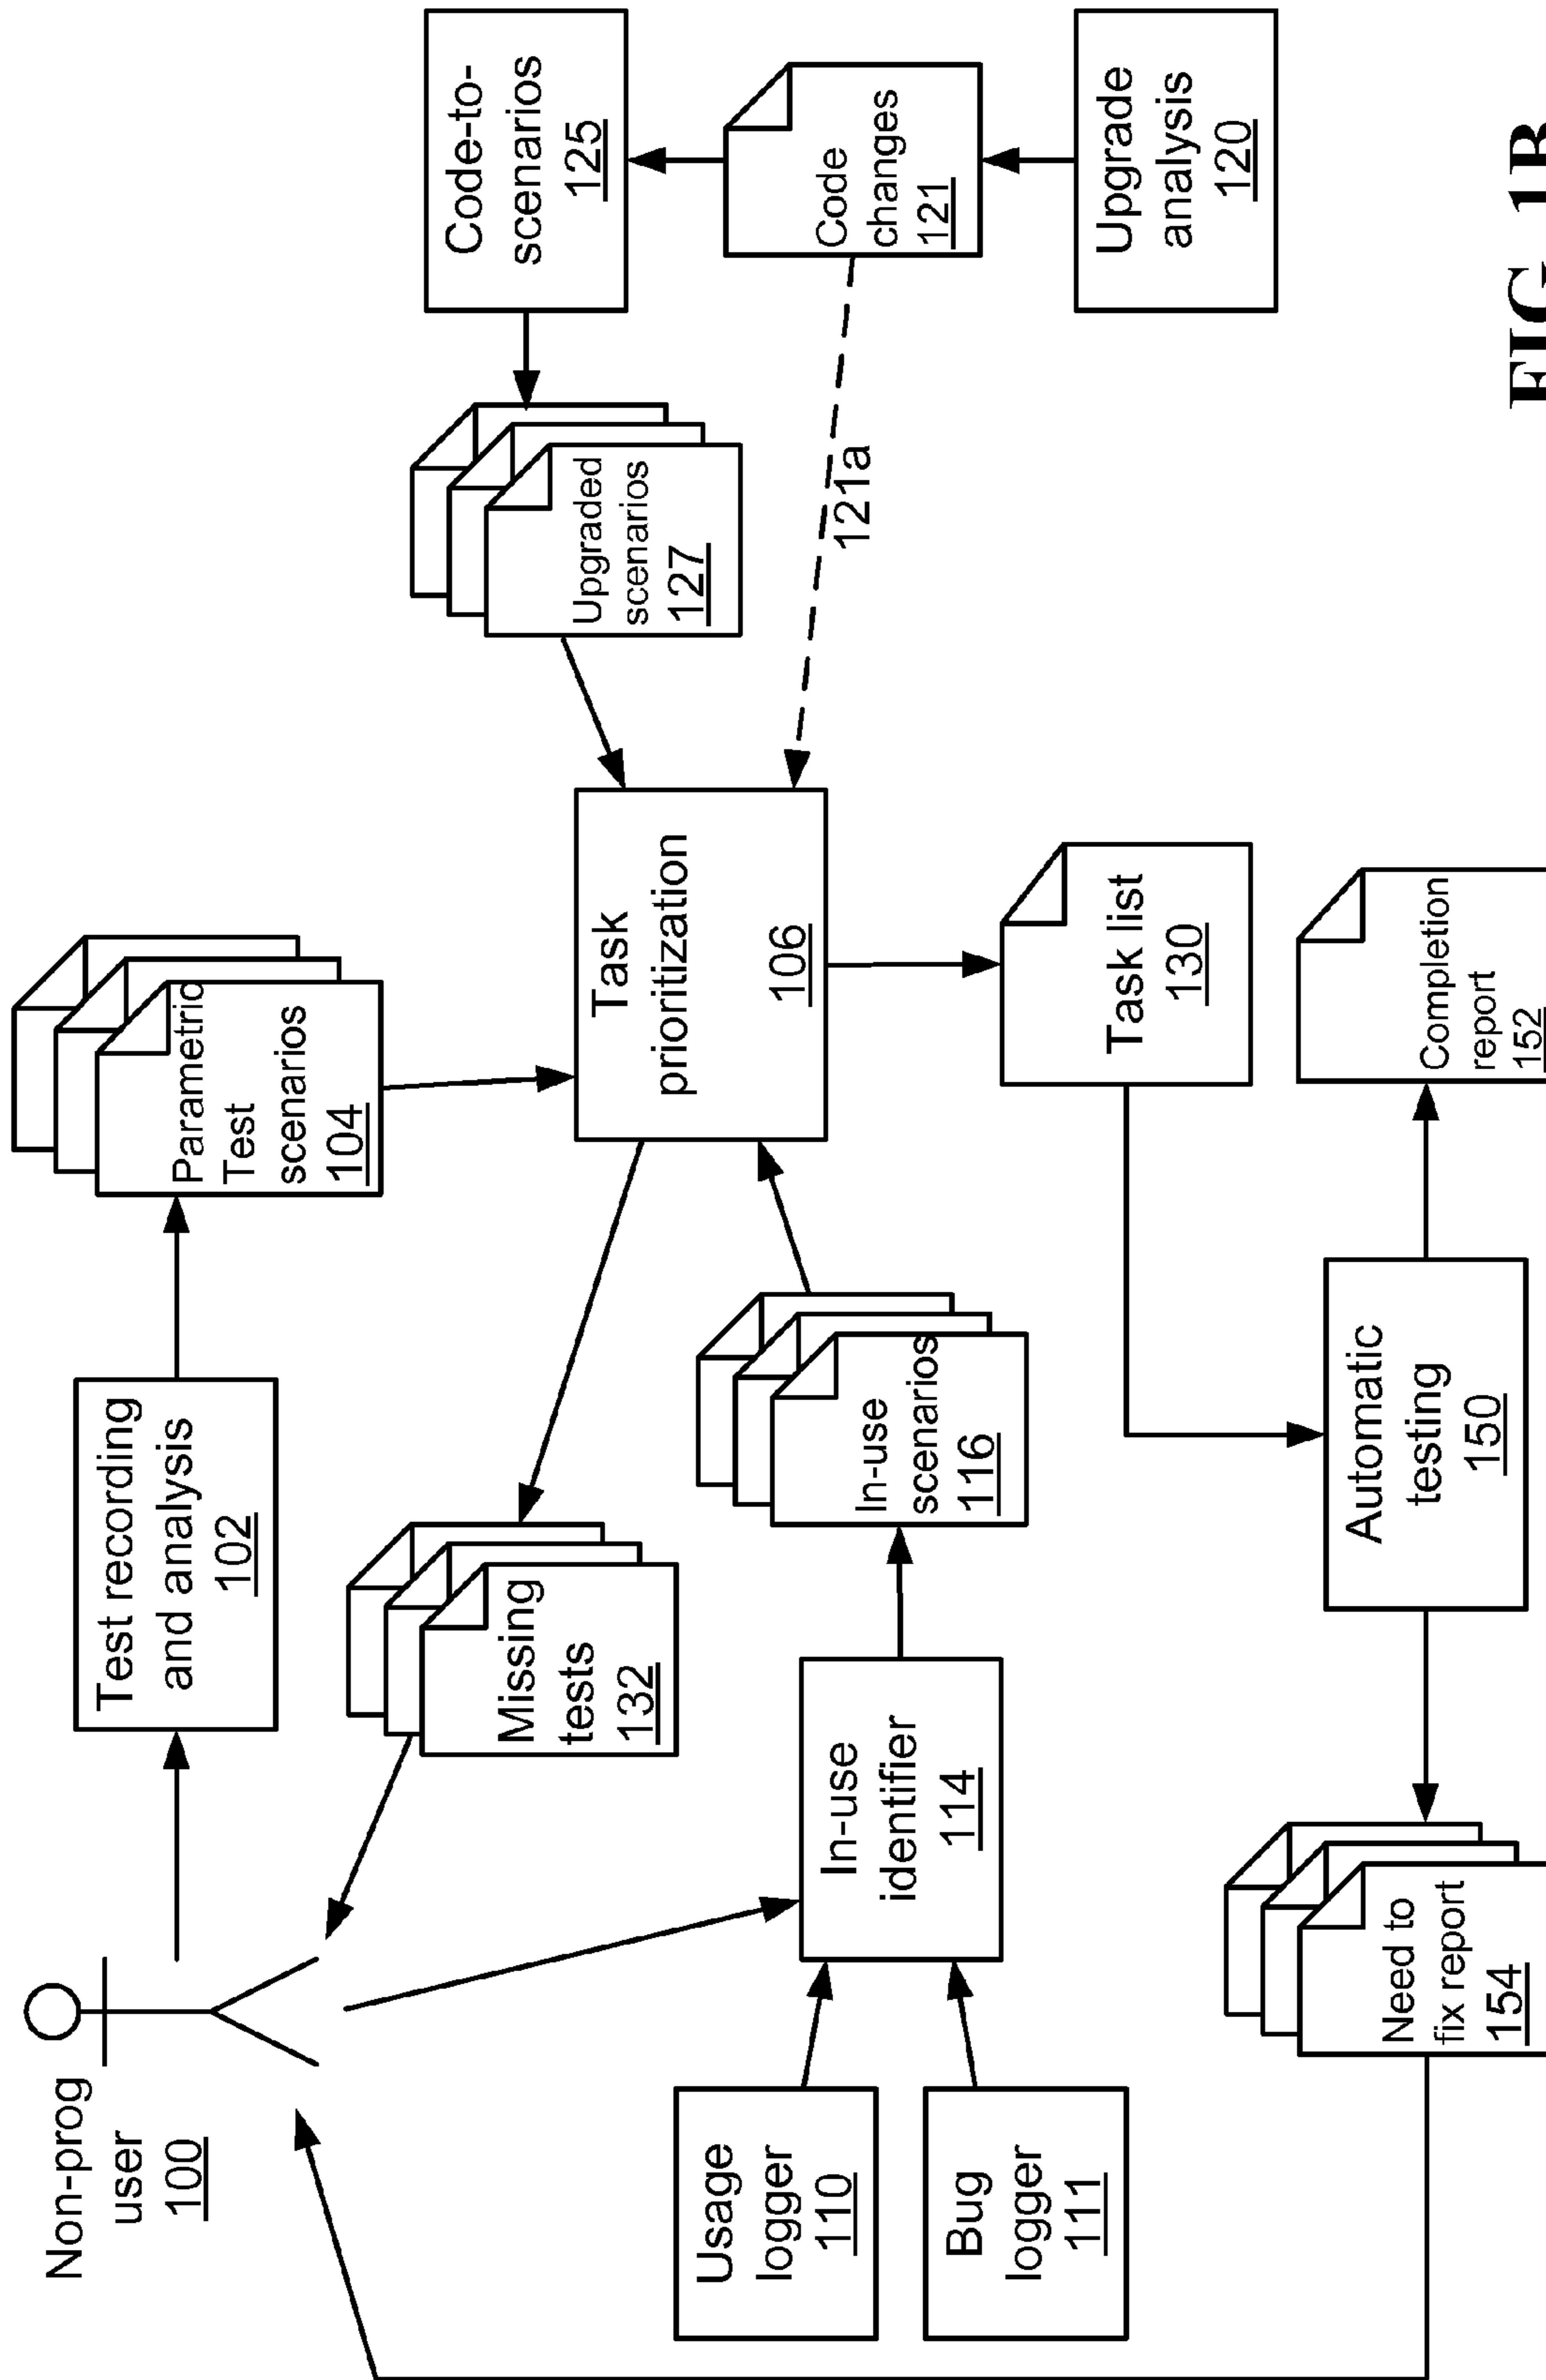 Non-prog
user
100
Test recording
and analysis
102
Parametric
Test
scenarios
104
Code-to-
scenarios
125
Upgraded
scenarios
127
Missing
tests
132
Task
prioritization
106
Code
changes
121
121a
Usage
logger
110
In-use
identifier
114
In-use
scenarios
116
Bug
logger
111
Task list
130
Upgrade
analysis
120
Need to
fix report
154
Automatic
testing
150
Completion
report
152
FIG. 1B